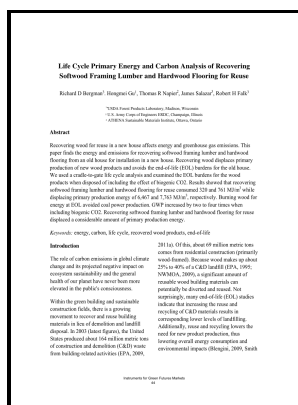 Life Cycle Primary Energy and Carbon Analysis of Recovering
Softwood Framing Lumber and Hardwood Flooring for Reuse
Richard D Bergman¹, Hongmei Gu¹, Thomas R Napier², James Salazar³, Robert H Falk¹
¹USDA Forest Products Laboratory, Madison, Wisconsin
²U.S. Army Corps of Engineers ERDC, Champaign, Illinois
³ATHENA Sustainable Materials Institute, Ottawa, Ontario
Abstract
Recovering wood for reuse in a new house affects energy and greenhouse gas emissions. This
paper finds the energy and emissions for recovering softwood framing lumber and hardwood
flooring from an old house for installation in a new house. Recovering wood displaces primary
production of new wood products and avoids the end-of-life (EOL) burdens for the old house.
We used a cradle-to-gate life cycle analysis and examined the EOL burdens for the wood
products when disposed of including the effect of biogenic CO2. Results showed that recovering
softwood framing lumber and hardwood flooring for reuse consumed 320 and 761 MJ/m³ while
displacing primary production energy of 6,467 and 7,763 MJ/m³, respectively. Burning wood for
energy at EOL avoided coal power production. GWP increased by two to four times when
including biogenic CO2. Recovering softwood framing lumber and hardwood flooring for reuse
displaced a considerable amount of primary production energy.
Keywords: energy, carbon, life cycle, recovered wood products, end-of-life
Introduction
The role of carbon emissions in global climate
change and its projected negative impact on
ecosystem sustainability and the general
health of our planet have never been more
elevated in the public's consciousness.
Within the green building and sustainable
construction fields, there is a growing
movement to recover and reuse building
materials in lieu of demolition and landfill
disposal. In 2003 (latest figures), the United
States produced about 164 million metric tons
of construction and demolition (C&D) waste
from building-related activities (EPA, 2009,
2011a). Of this, about 69 million metric tons
comes from residential construction (primarily
wood-framed). Because wood makes up about
25% to 40% of a C&D landfill (EPA, 1995;
NWMOA, 2009), a significant amount of
reusable wood building materials can
potentially be diverted and reused. Not
surprisingly, many end-of-life (EOL) studies
indicate that increasing the reuse and
recycling of C&D materials results in
corresponding lower levels of landfilling.
Additionally, reuse and recycling lowers the
need for new product production, thus
lowering overall energy consumption and
environmental impacts (Blengini, 2009, Smith
Instruments for Green Futures Markets
44